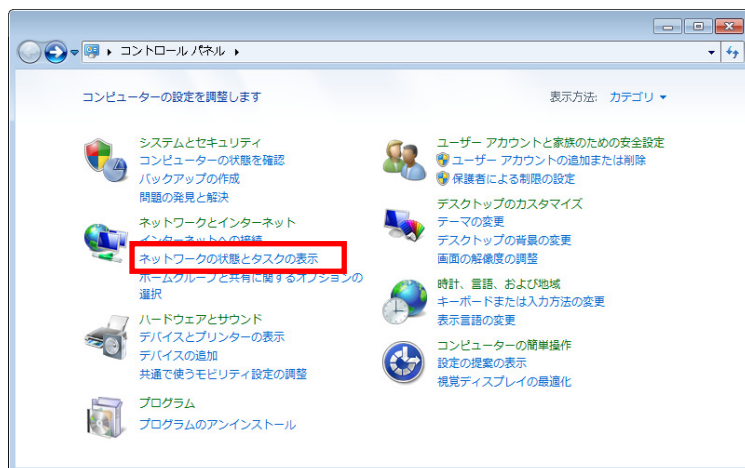 コントロール パネル
コンピューターの設定を調整します
表示方法: カテゴリ
システムとセキュリティ
コンピューターの状態を確認
バックアップの作成
問題の発見と解決
ネットワークとインターネット
インターネットへの接続
ネットワークの状態とタスクの表示
ホームグループと共有に関するオプションの
選択
ハードウェアとサウンド
デバイスとプリンターの表示
デバイスの追加
共通で使うモビリティ設定の調整
プログラム
プログラムのアンインストール
ユーザー アカウントと家族のための安全設定
ユーザー アカウントの追加または削除
保護者による制限の設定
デスクトップのカスタマイズ
テーマの変更
デスクトップの背景の変更
画面の解像度の調整
時計、言語、および地域
キーボードまたは入力方法の変更
表示言語の変更
コンピューターの簡単操作
設定の提案の表示
視覚ディスプレイの最適化